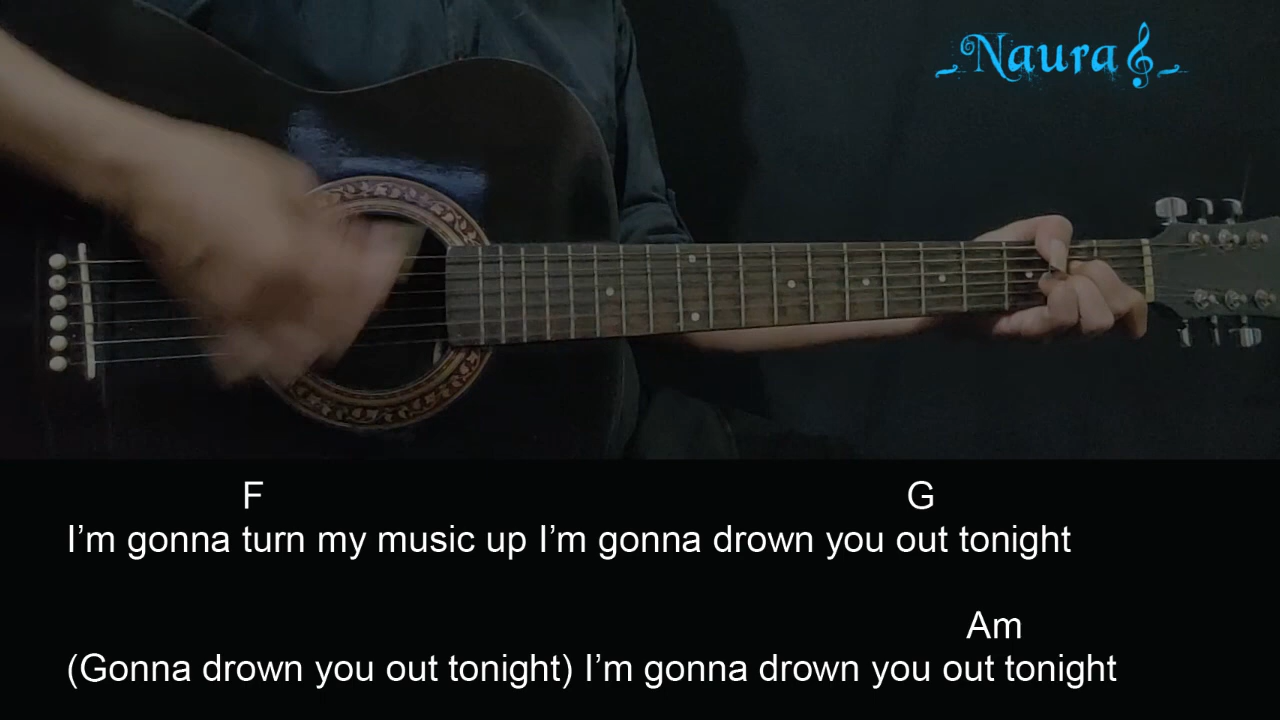 Naura
F G
I’m gonna turn my music up I’m gonna drown you out tonight
Am
(Gonna drown you out tonight) I’m gonna drown you out tonight